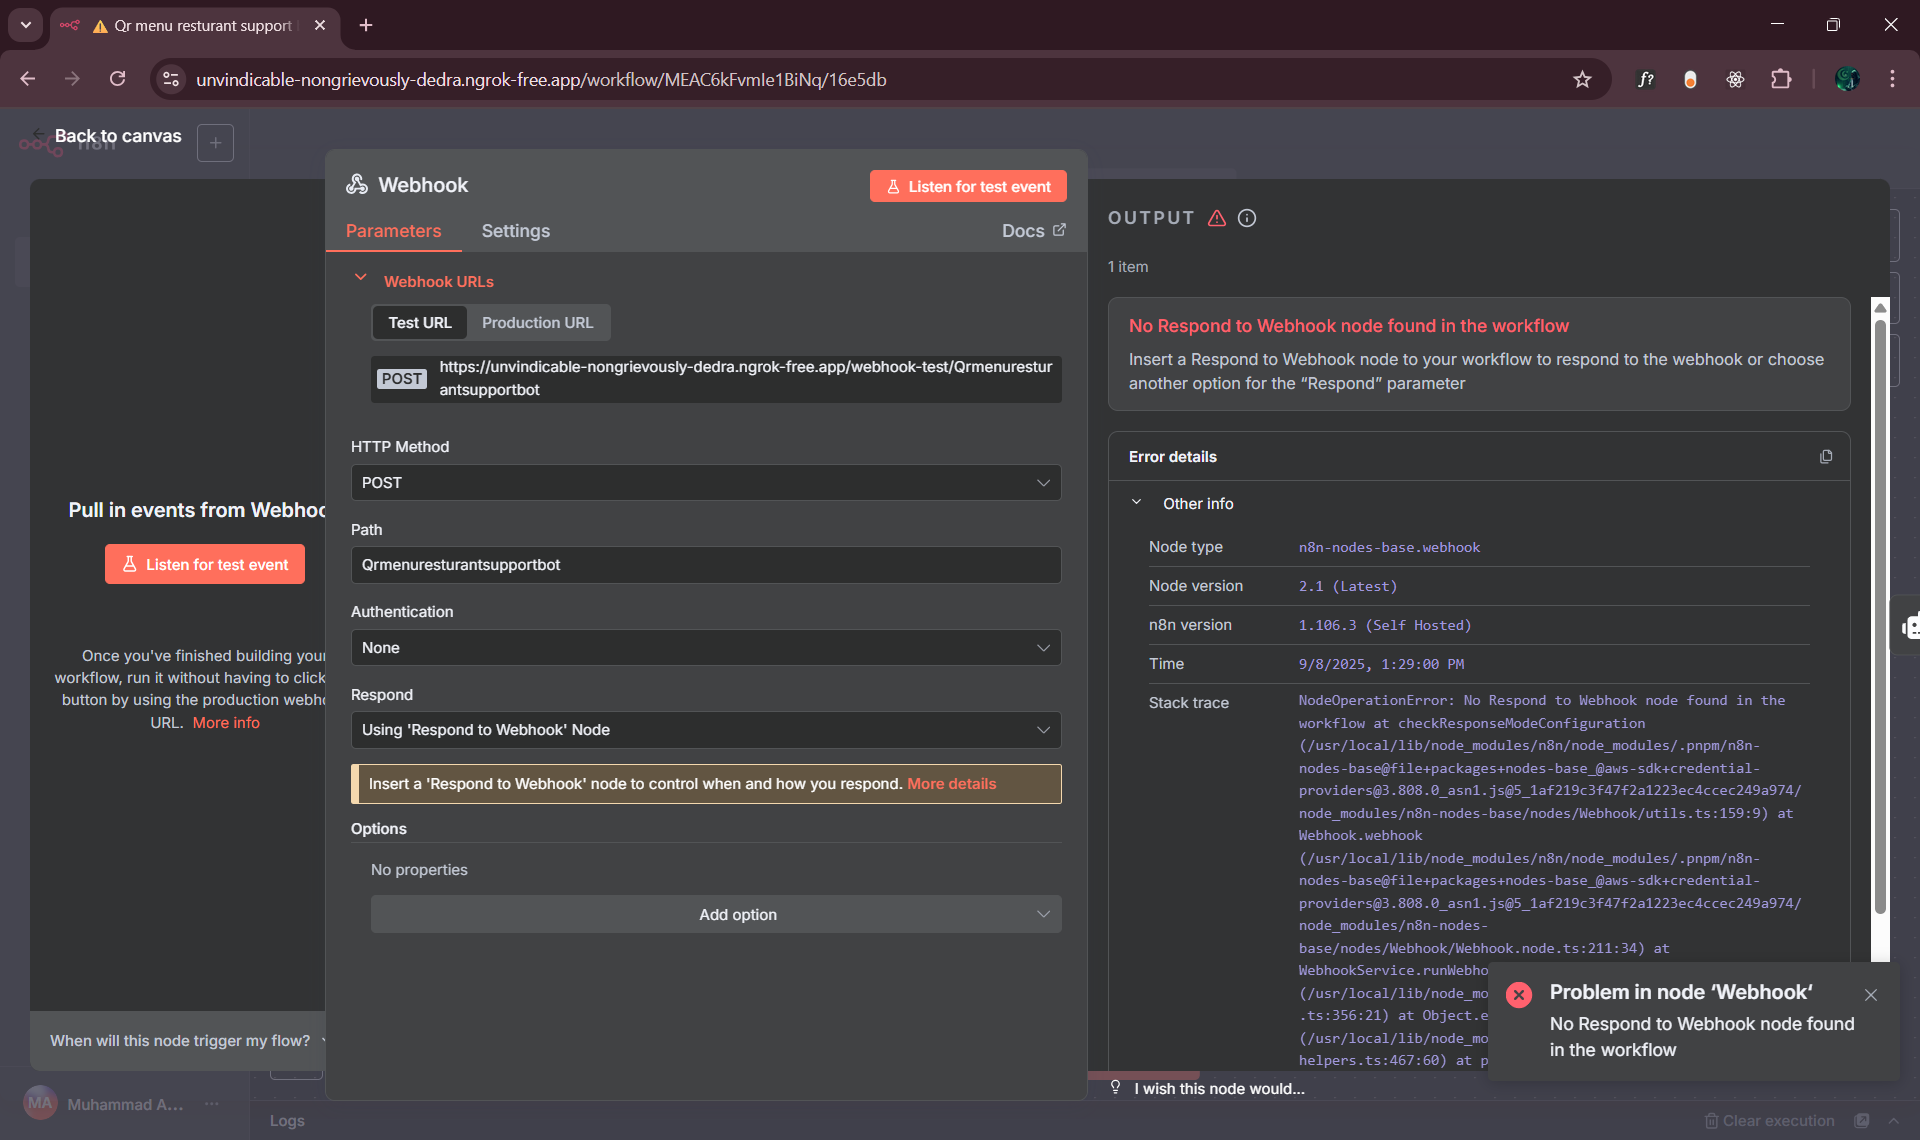 Qr menu resturant support
unvindicable-nongrievously-dedra.ngrok-free.app/workflow/MEAC6kFvmIe1BiNq/16e5db
f?
Back to canvas
n8n
Pull in events from Webhoo
Listen for test event
Once you've finished building your
workflow, run it without having to click
button by using the production webho
URL. More info
When will this node trigger my flow?
MA
Muhammad A...
Webhook
Listen for test event
Parameters
Settings
Docs
Webhook URLs
Test URL
Production URL
POST
https://unvindicable-nongrievously-dedra.ngrok-free.app/webhook-test/Qrmenurestur
antsupportbot
HTTP Method
POST
Path
Qrmenuresturantsupportbot
Authentication
None
Respond
Using 'Respond to Webhook' Node
Insert a 'Respond to Webhook' node to control when and how you respond. More details
Options
No properties
Add option
OUTPUT
1 item
No Respond to Webhook node found in the workflow
Insert a Respond to Webhook node to your workflow to respond to the webhook or choose
another option for the “Respond” parameter
Error details
Other info
Node type
n8n-nodes-base.webhook
Node version
2.1 (Latest)
n8n version
1.106.3 (Self Hosted)
Time
9/8/2025, 1:29:00 PM
Stack trace
NodeOperationError: No Respond to Webhook node found in the
workflow at checkResponseModeConfiguration
(/usr/local/lib/node_modules/n8n/node_modules/.pnpm/n8n-
nodes-base@file+packages+nodes-base_@aws-sdk+credential-
providers@3.808.0_asn1.js@5_1af219c3f47f2a1223ec4ccec249a974/
node_modules/n8n-nodes-base/nodes/Webhook/utils.ts:159:9) at
Webhook.webhook
(/usr/local/lib/node_modules/n8n/node_modules/.pnpm/n8n-
nodes-base@file+packages+nodes-base_@aws-sdk+credential-
providers@3.808.0_asn1.js@5_1af219c3f47f2a1223ec4ccec249a974/
node_modules/n8n-nodes-
base/nodes/Webhook/Webhook.node.ts:211:34) at
WebhookService.runWebho
(/usr/local/lib/node_mo
.ts:356:21) at Object.e
(/usr/local/lib/node_mo
helpers.ts:467:60) at p
Problem in node ‘Webhook‘
No Respond to Webhook node found
in the workflow
I wish this node would...
Logs
Clear execution